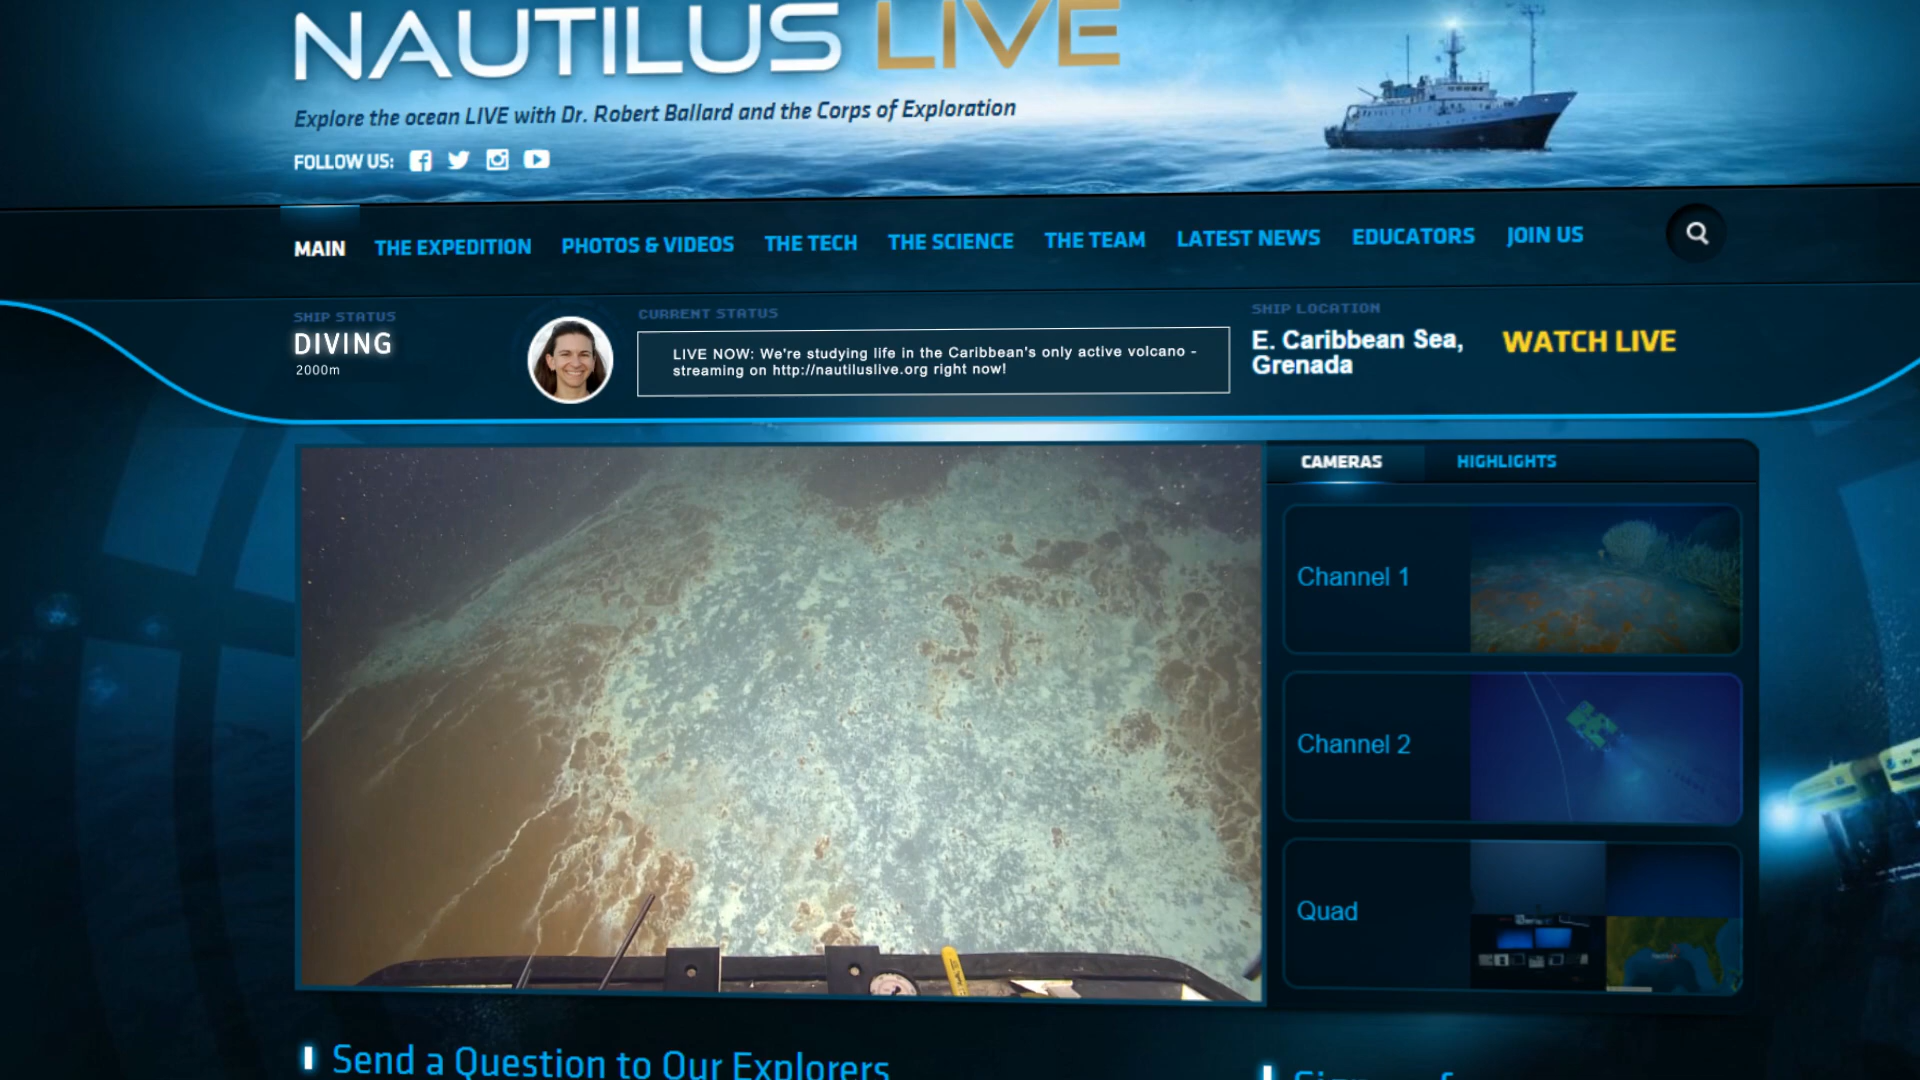 NAUTILUS LIVE
Explore the ocean LIVE with Dr. Robert Ballard and the Corps of Exploration
FOLLOW US:
MAIN THE EXPEDITION PHOTOS & VIDEOS THE TECH THE SCIENCE THE TEAM LATEST NEWS EDUCATORS JOIN US
SHIP STATUS
DIVING
2000m
CURRENT STATUS
LIVE NOW: We're studying life in the Caribbean's only active volcano -
streaming on http://nautiluslive.org right now!
SHIP LOCATION
E. Caribbean Sea,
Grenada
WATCH LIVE
CAMERAS HIGHLIGHTS
Channel 1
Channel 2
Quad
Send a Question to Our Explorers